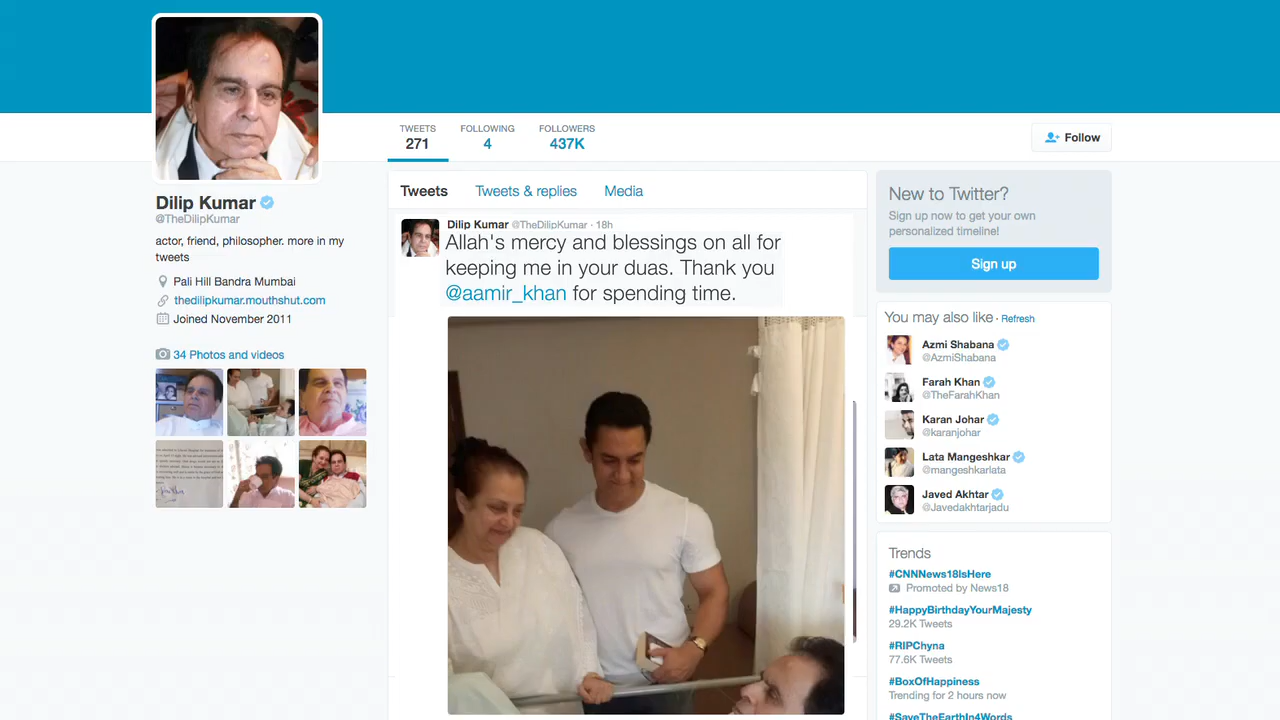 TWEETS
271
FOLLOWING
4
FOLLOWERS
437K
Follow
Dilip Kumar
@TheDilipKumar
actor, friend, philosopher. more in my
tweets
Pali Hill Bandra Mumbai
thedilipkumar.mouthshut.com
Joined November 2011
34 Photos and videos
Tweets Tweets & replies Media
Dilip Kumar @TheDilipKumar · 18h
Allah's mercy and blessings on all for
keeping me in your duas. Thank you
@aamir_khan for spending time.
New to Twitter?
Sign up now to get your own
personalized timeline!
Sign up
You may also like · Refresh
Azmi Shabana
@AzmiShabana
Farah Khan
@TheFarahKhan
Karan Johar
@karanjohar
Lata Mangeshkar
@mangeshkarlata
Javed Akhtar
@Javedakhtarjadu
Trends
#CNNNews18IsHere
Promoted by News18
#HappyBirthdayYourMajesty
29.2K Tweets
#RIPChyna
77.6K Tweets
#BoxOfHappiness
Trending for 2 hours now
#SaveTheEarthIn4Words